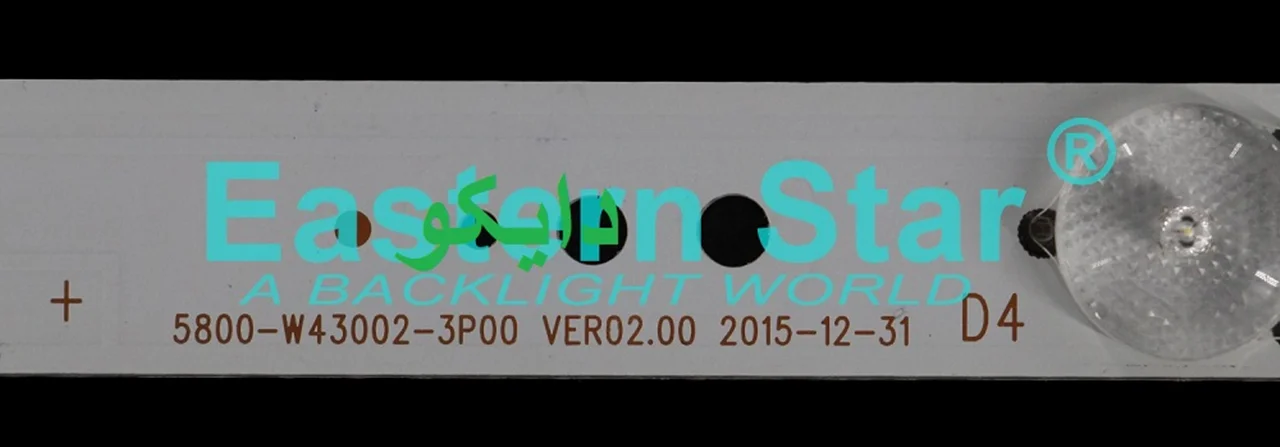 Eastern Star®
دایکو
A BACKLIGHT WORLD
+ 5800-W43002-3P00 VER02.00 2015-12-31 D4